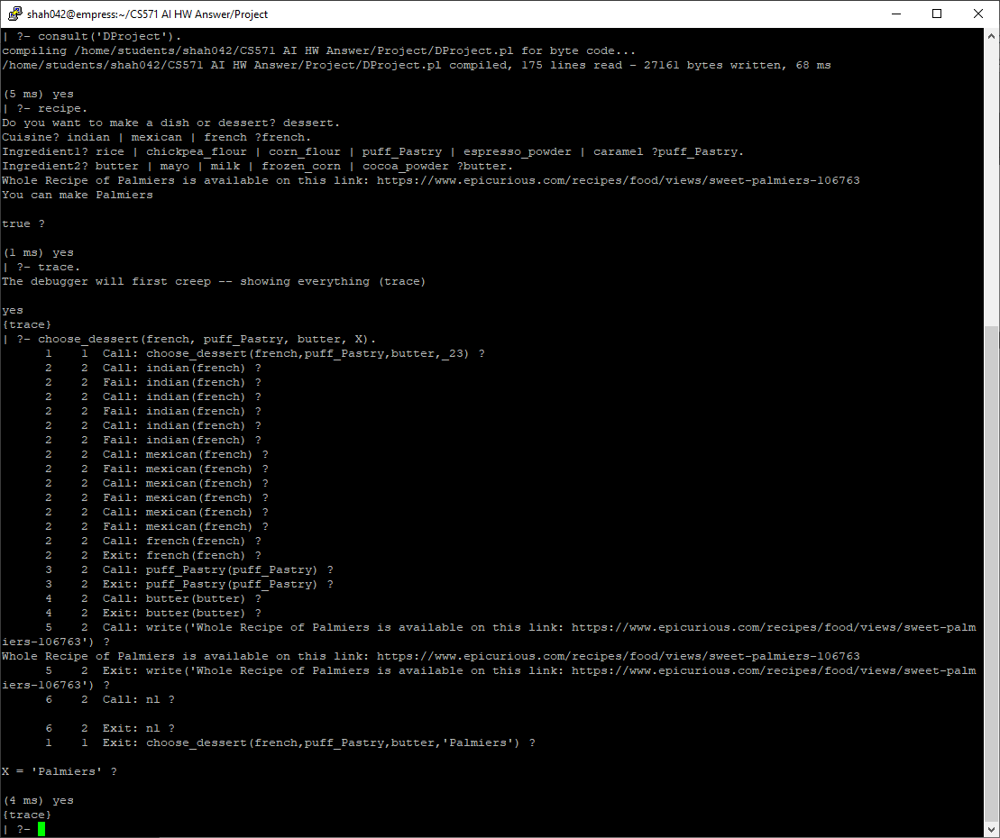 shah042@empress:~/CS571 AI HW Answer/Project
| ?- consult('DProject').
compiling /home/students/shah042/CS571 AI HW Answer/Project/DProject.pl for byte code...
/home/students/shah042/CS571 AI HW Answer/Project/DProject.pl compiled, 175 lines read - 27161 bytes written, 68 ms
(5 ms) yes
| ?- recipe.
Do you want to make a dish or dessert? dessert.
Cuisine? indian | mexican | french ?french.
Ingredient1? rice | chickpea_flour | corn_flour | puff_Pastry | espresso_powder | caramel ?puff_Pastry.
Ingredient2? butter | mayo | milk | frozen_corn | cocoa_powder ?butter.
Whole Recipe of Palmiers is available on this link: https://www.epicurious.com/recipes/food/views/sweet-palmiers-106763
You can make Palmiers
true ?
(1 ms) yes
| ?- trace.
The debugger will first creep -- showing everything (trace)
yes
{trace}
| ?- choose_dessert(french, puff_Pastry, butter, X).
1 1 Call: choose_dessert(french,puff_Pastry,butter,_23) ?
2 2 Call: indian(french) ?
2 2 Fail: indian(french) ?
2 2 Call: indian(french) ?
2 2 Fail: indian(french) ?
2 2 Call: indian(french) ?
2 2 Fail: indian(french) ?
2 2 Call: mexican(french) ?
2 2 Fail: mexican(french) ?
2 2 Call: mexican(french) ?
2 2 Fail: mexican(french) ?
2 2 Call: mexican(french) ?
2 2 Fail: mexican(french) ?
2 2 Call: french(french) ?
2 2 Exit: french(french) ?
3 2 Call: puff_Pastry(puff_Pastry) ?
3 2 Exit: puff_Pastry(puff_Pastry) ?
4 2 Call: butter(butter) ?
4 2 Exit: butter(butter) ?
5 2 Call: write('Whole Recipe of Palmiers is available on this link: https://www.epicurious.com/recipes/food/views/sweet-palm
iers-106763') ?
Whole Recipe of Palmiers is available on this link: https://www.epicurious.com/recipes/food/views/sweet-palmiers-106763
5 2 Exit: write('Whole Recipe of Palmiers is available on this link: https://www.epicurious.com/recipes/food/views/sweet-palm
iers-106763') ?
6 2 Call: nl ?
6 2 Exit: nl ?
1 1 Exit: choose_dessert(french,puff_Pastry,butter,'Palmiers') ?
X = 'Palmiers' ?
(4 ms) yes
{trace}
| ?-